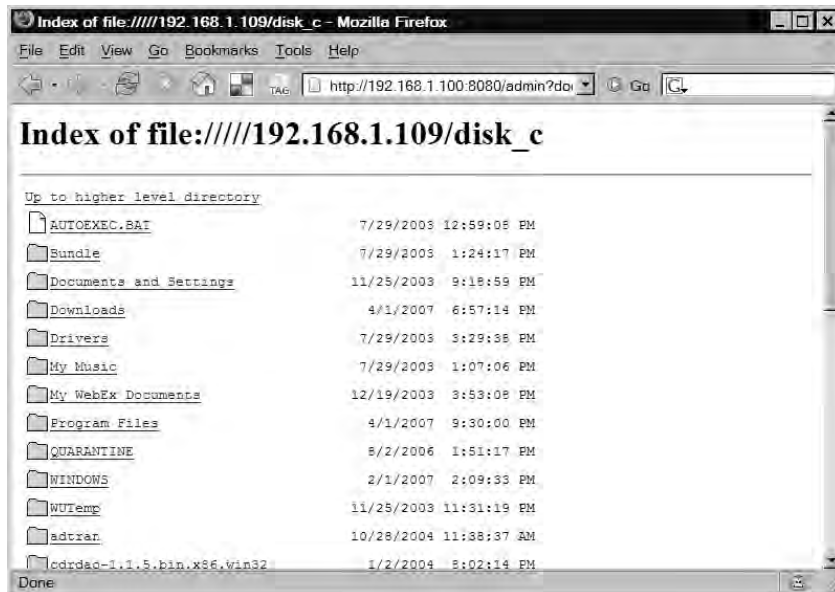 Index of file://///192.168.1.109/disk_c - Mozilla Firefox
File Edit View Go Bookmarks Tools Help
TAG http://192.168.1.100:8080/admin?do Go G
Index of file://///192.168.1.109/disk_c
Up to higher level directory
AUTOEXEC.BAT 7/29/2003 12:59:05 PM
Bundle 7/29/2003 1:24:17 PM
Documents and Settings 11/25/2003 9:18:59 PM
Downloads 4/1/2007 6:57:14 PM
Drivers 7/29/2003 3:29:38 PM
My Music 7/29/2003 1:07:06 PM
My WebEx Documents 12/19/2003 3:53:08 PM
Program Files 4/1/2007 9:30:00 PM
QUARANTINE 8/2/2006 1:51:17 PM
WINDOWS 2/1/2007 2:09:33 PM
WUTemp 11/25/2003 11:31:19 PM
adtran 10/28/2004 11:38:37 AM
cdrdao-1.1.5.bin.x86.win32 1/2/2004 8:02:14 PM
Done